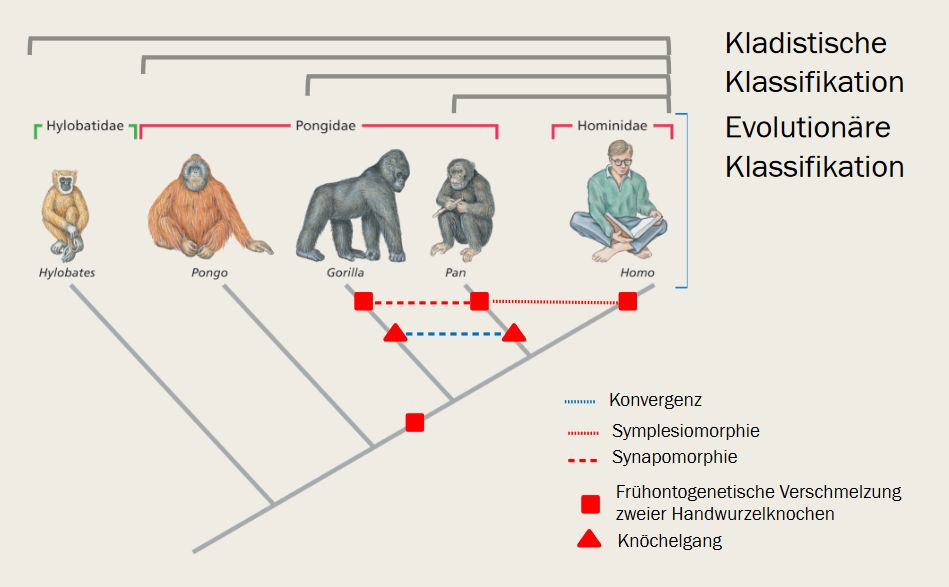 Kladistische
Klassifikation
Evolutionäre
Klassifikation
Hylobatidae
Pongidae
Hominidae
Hylobates
Pongo
Gorilla
Pan
Homo
Konvergenz
Symplesiomorphie
Synapomorphie
Frühontogenetische Verschmelzung
zweier Handwurzelknochen
Knöchelgang